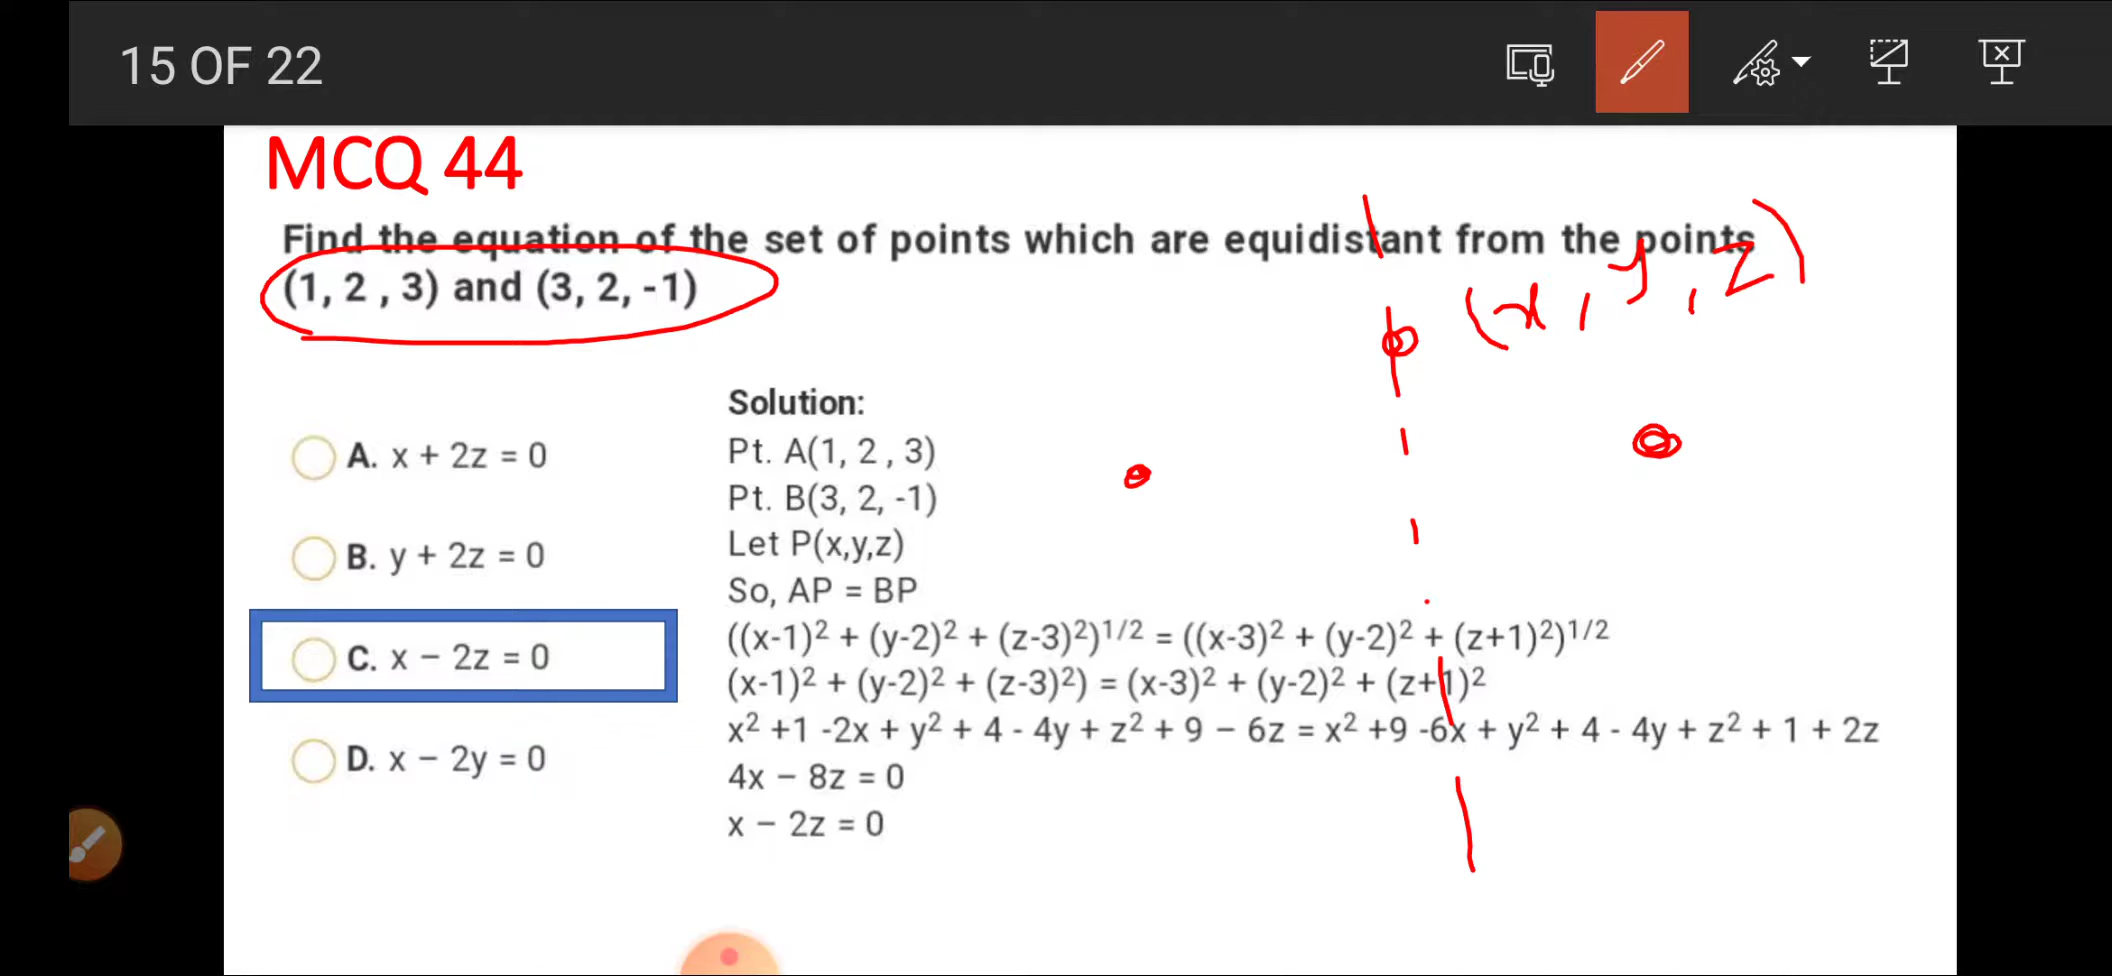 15 OF 22
MCQ 44
Find the equation of the set of points which are equidistant from the points
(1, 2 , 3) and (3, 2, -1)
(x, y, z)
A. x + 2z = 0
B. y + 2z = 0
C. x – 2z = 0
D. x – 2y = 0
Solution:
Pt. A(1, 2 , 3)
Pt. B(3, 2, -1)
Let P(x,y,z)
So, AP = BP
((x-1)² + (y-2)² + (z-3)²)¹/² = ((x-3)² + (y-2)² + (z+1)²)¹/²
(x-1)² + (y-2)² + (z-3)²) = (x-3)² + (y-2)² + (z+1)²
x² +1 -2x + y² + 4 - 4y + z² + 9 – 6z = x² +9 -6x + y² + 4 - 4y + z² + 1 + 2z
4x – 8z = 0
x – 2z = 0